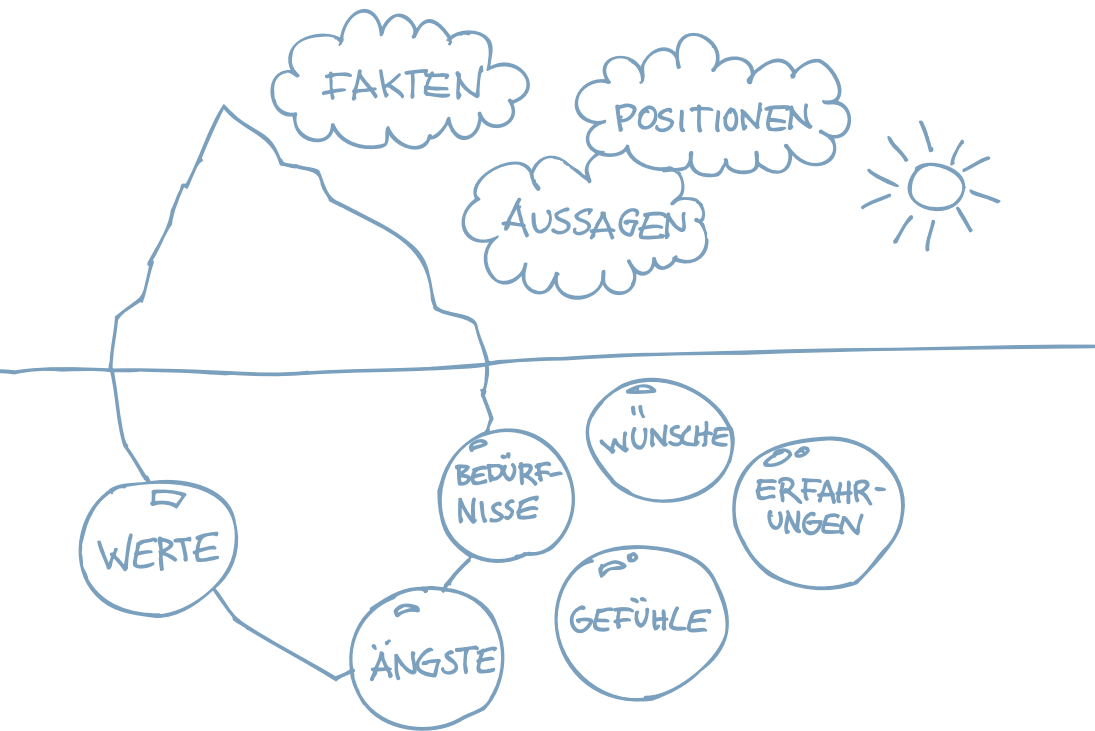 FAKTEN
POSITIONEN
AUSSAGEN
WÜNSCHE
BEDÜRF-
NISSE
ERFAHR-
UNGEN
WERTE
GEFÜHLE
ÄNGSTE